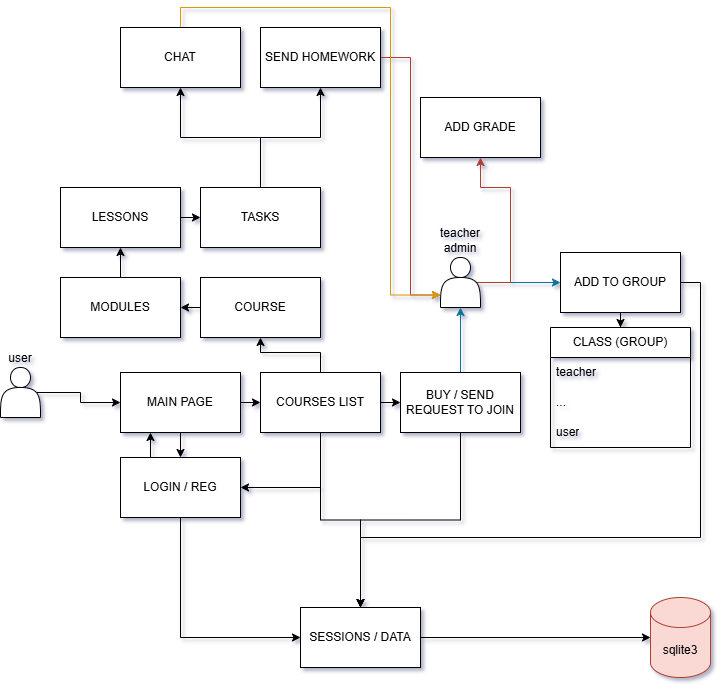 CHAT
SEND HOMEWORK
ADD GRADE
LESSONS
TASKS
teacher
admin
MODULES
COURSE
ADD TO GROUP
CLASS (GROUP)
teacher
...
user
user
MAIN PAGE
COURSES LIST
BUY / SEND
REQUEST TO JOIN
LOGIN / REG
SESSIONS / DATA
sqlite3